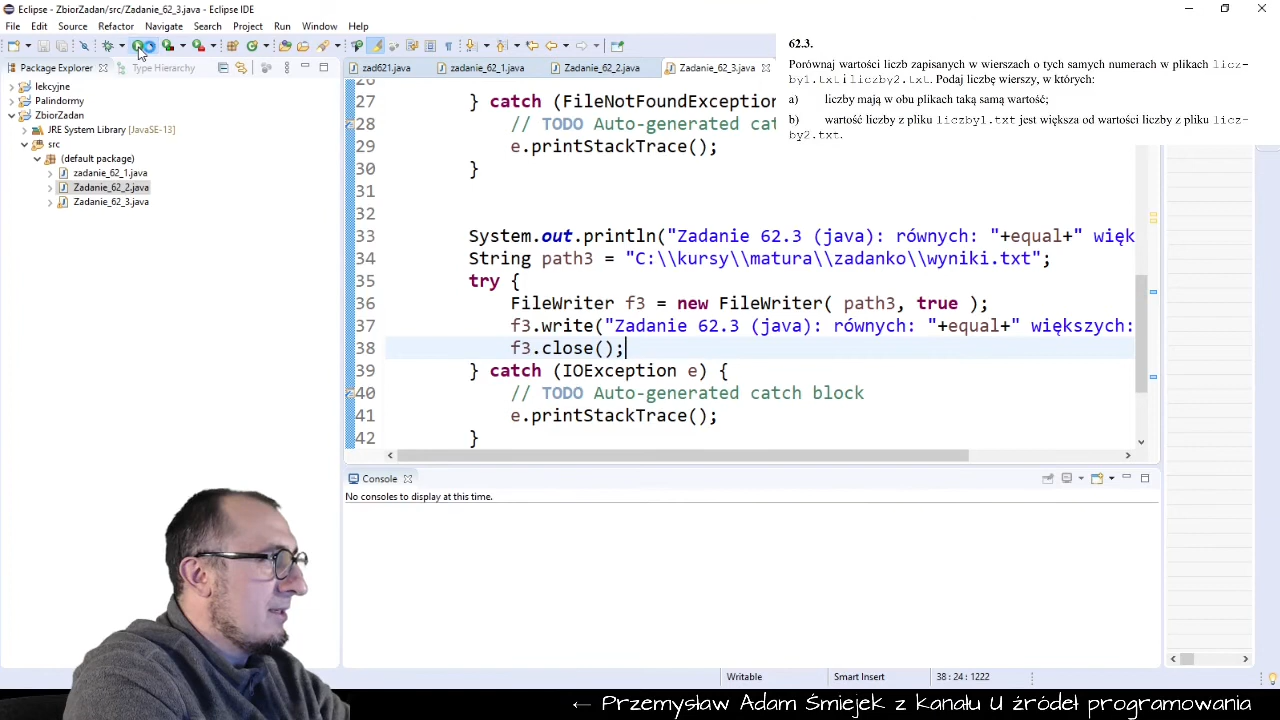 Eclipse - ZbiorZadan/src/Zadanie_62_3.java - Eclipse IDE
File Edit Source Refactor Navigate Search Project Run Window Help
Package Explorer Type Hierarchy
zad621.java zadanie_62_1.java Zadanie_62_2.java Zadanie_62_3.java
62.3.
Porównaj wartości liczb zapisanych w wierszach o tych samych numerach w plikach licz-
by1.txt i liczby2.txt. Podaj liczbę wierszy, w których:
a) liczby mają w obu plikach taką samą wartość;
b) wartość liczby z pliku liczby1.txt jest większa od wartości liczby z pliku licz-
by2.txt.
lekcyjne
Palindormy
ZbiorZadan
JRE System Library [JavaSE-13]
src
(default package)
zadanie_62_1.java
Zadanie_62_2.java
Zadanie_62_3.java
26
27 } catch (FileNotFoundException
28 // TODO Auto-generated cat
29 e.printStackTrace();
30 }
31
32
33 System.out.println("Zadanie 62.3 (java): równych: "+equal+" więk
34 String path3 = "C:\\kursy\\matura\\zadanko\\wyniki.txt";
35 try {
36 FileWriter f3 = new FileWriter( path3, true );
37 f3.write("Zadanie 62.3 (java): równych: "+equal+" większych:
38 f3.close();
39 } catch (IOException e) {
40 // TODO Auto-generated catch block
41 e.printStackTrace();
42 }
Console
No consoles to display at this time.
Writable Smart Insert 38 : 24 : 1222
← Przemysław Adam Śmiejek z kanału U źródeł programowania